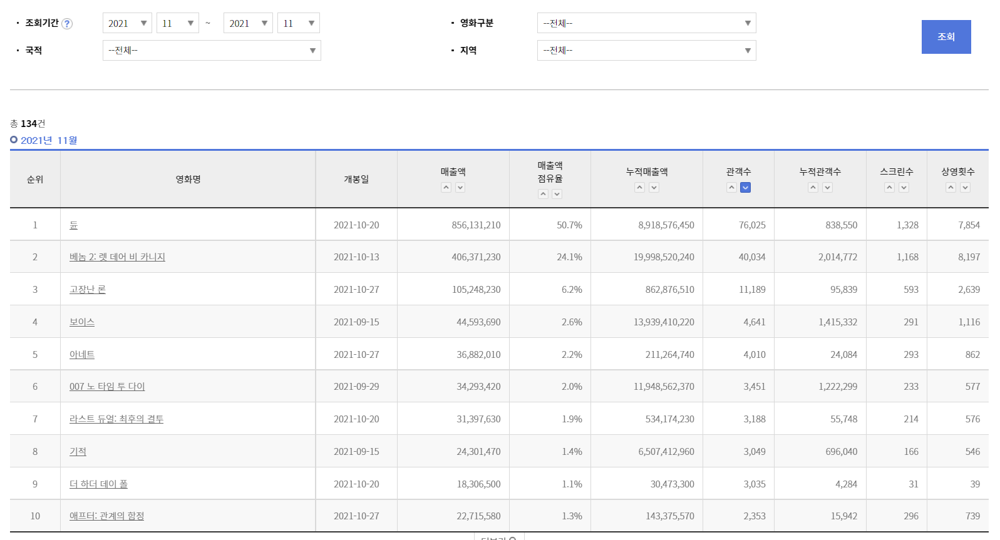 조회기간 ? 2021 11 ~ 2021 11 영화구분 --전체--
조회
국적 --전체-- 지역 --전체--
총 134건
2021년 11월
순위 영화명 개봉일 매출액 매출액 점유율 누적매출액 관객수 누적관객수 스크린수 상영횟수
1 듄 2021-10-20 856,131,210 50.7% 8,918,576,450 76,025 838,550 1,328 7,854
2 베놈 2: 렛 데어 비 카니지 2021-10-13 406,371,230 24.1% 19,998,520,240 40,034 2,014,772 1,168 8,197
3 고장난 론 2021-10-27 105,248,230 6.2% 862,876,510 11,189 95,839 593 2,639
4 보이스 2021-09-15 44,593,690 2.6% 13,939,410,220 4,641 1,415,332 291 1,116
5 아네트 2021-10-27 36,882,010 2.2% 211,264,740 4,010 24,084 293 862
6 007 노 타임 투 다이 2021-09-29 34,293,420 2.0% 11,948,562,370 3,451 1,222,299 233 577
7 라스트 듀얼: 최후의 결투 2021-10-20 31,397,630 1.9% 534,174,230 3,188 55,748 214 576
8 기적 2021-09-15 24,301,470 1.4% 6,507,412,960 3,049 696,040 166 546
9 더 하더 데이 폴 2021-10-20 18,306,500 1.1% 30,473,300 3,035 4,284 31 39
10 애프터: 관계의 함정 2021-10-27 22,715,580 1.3% 143,375,570 2,353 15,942 296 739